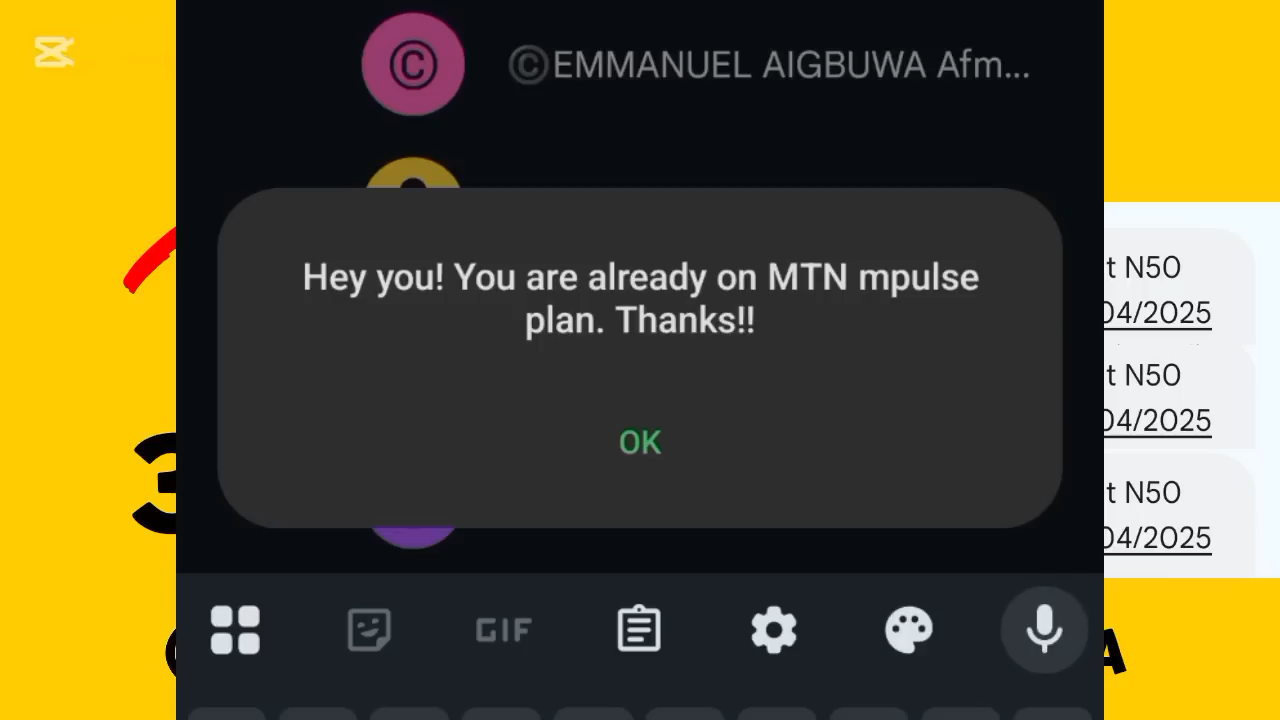 ©
©EMMANUEL AIGBUWA Afm...
Hey you! You are already on MTN mpulse
plan. Thanks!!
OK
GIF
t N50
04/2025
t N50
04/2025
t N50
04/2025
3
A